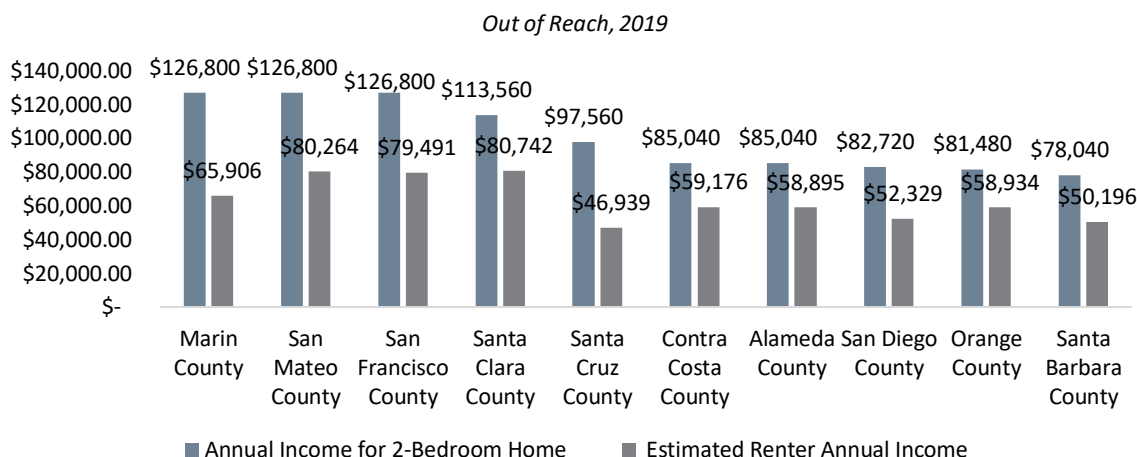 Out of Reach, 2019
$140,000.00
$120,000.00
$100,000.00
$80,000.00
$60,000.00
$40,000.00
$20,000.00
$-
$126,800
$65,906
$126,800
$80,264
$126,800
$79,491
$113,560
$80,742
$97,560
$46,939
$85,040
$59,176
$85,040
$58,895
$82,720
$52,329
$81,480
$58,934
$78,040
$50,196
Marin
County
San
Mateo
County
San
Francisco
County
Santa
Clara
County
Santa
Cruz
County
Contra
Costa
County
Alameda
County
San Diego
County
Orange
County
Santa
Barbara
County
Annual Income for 2-Bedroom Home
Estimated Renter Annual Income